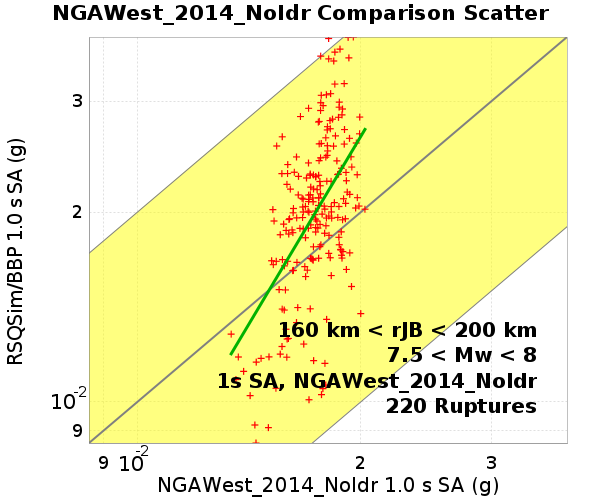 NGAWest_2014_NoIdr Comparison Scatter
RSQSim/BBP 1.0 s SA (g)
3
2
10-2
9
160 km < rJB < 200 km
7.5 < Mw < 8
1s SA, NGAWest_2014_NoIdr
220 Ruptures
9 10-2 2 3
NGAWest_2014_NoIdr 1.0 s SA (g)